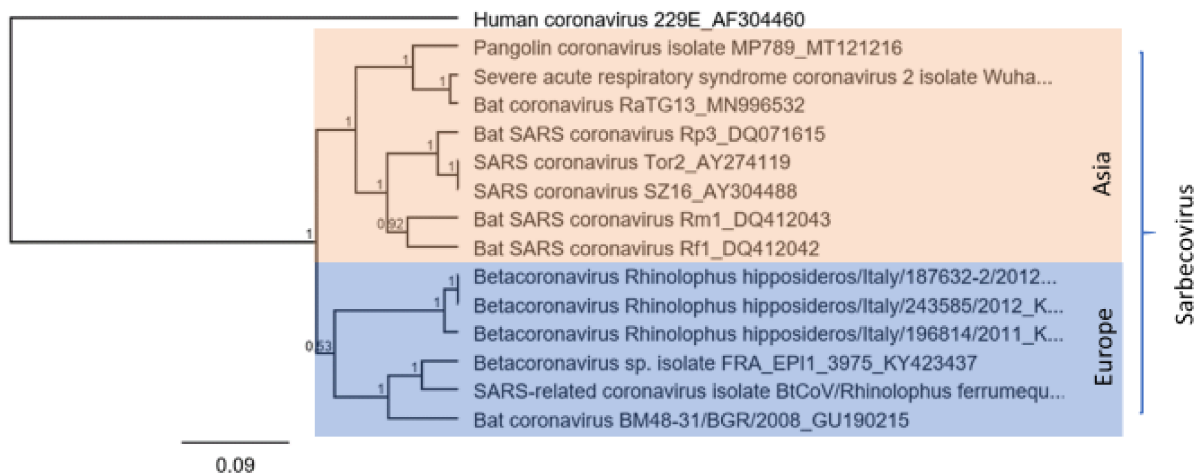 Human coronavirus 229E_AF304460
Pangolin coronavirus isolate MP789_MT121216
Severe acute respiratory syndrome coronavirus 2 isolate Wuha...
1
1
Bat coronavirus RaTG13_MN996532
1
Bat SARS coronavirus Rp3_DQ071615
1
SARS coronavirus Tor2_AY274119
1
SARS coronavirus SZ16_AY304488
1
Bat SARS coronavirus Rm1_DQ412043
0.92
Bat SARS coronavirus Rf1_DQ412042
1
Asia
Betacoronavirus Rhinolophus hipposideros/Italy/187632-2/2012...
1
Betacoronavirus Rhinolophus hipposideros/Italy/243585/2012_K...
1
Betacoronavirus Rhinolophus hipposideros/Italy/196814/2011_K...
0.53
Betacoronavirus sp. isolate FRA_EPI1_3975_KY423437
1
SARS-related coronavirus isolate BtCoV/Rhinolophus ferrumequ...
1
Bat coronavirus BM48-31/BGR/2008_GU190215
Europe
Sarbecovirus
0.09